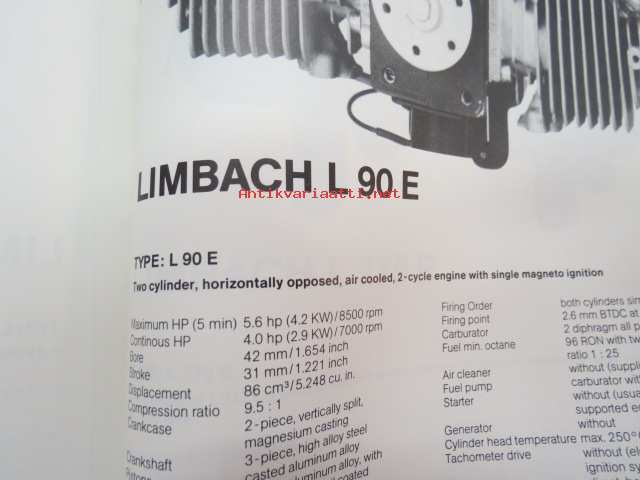 LIMBACH L 90 E
Antikvariaatti.net
TYPE: L 90 E
Two cylinder, horizontally opposed, air cooled, 2-cycle engine with single magneto ignition
Maximum HP (5 min) 5.6 hp (4.2 KW)/8500 rpm
Continous HP 4.0 hp (2.9 KW)/7000 rpm
Bore 42 mm/1.654 inch
Stroke 31 mm/1.221 inch
Displacement 86 cm³/5.248 cu. in.
Compression ratio 9.5 : 1
Crankcase 2-piece, vertically split,
magnesium casting
Crankshaft 3-piece, high alloy steel
casted aluminum alloy
aluminum alloy, with
coated
Firing Order both cylinders sim
Firing point 2.6 mm BTDC at
Carburator 2 diphragm all p
Fuel min. octane 96 RON with tw
ratio 1 : 25
Air cleaner without (supple
Fuel pump carburator with
Starter without (usua
supported e
Generator without
Cylinder head temperature max. 250°
Tachometer drive without (el
ignition sy